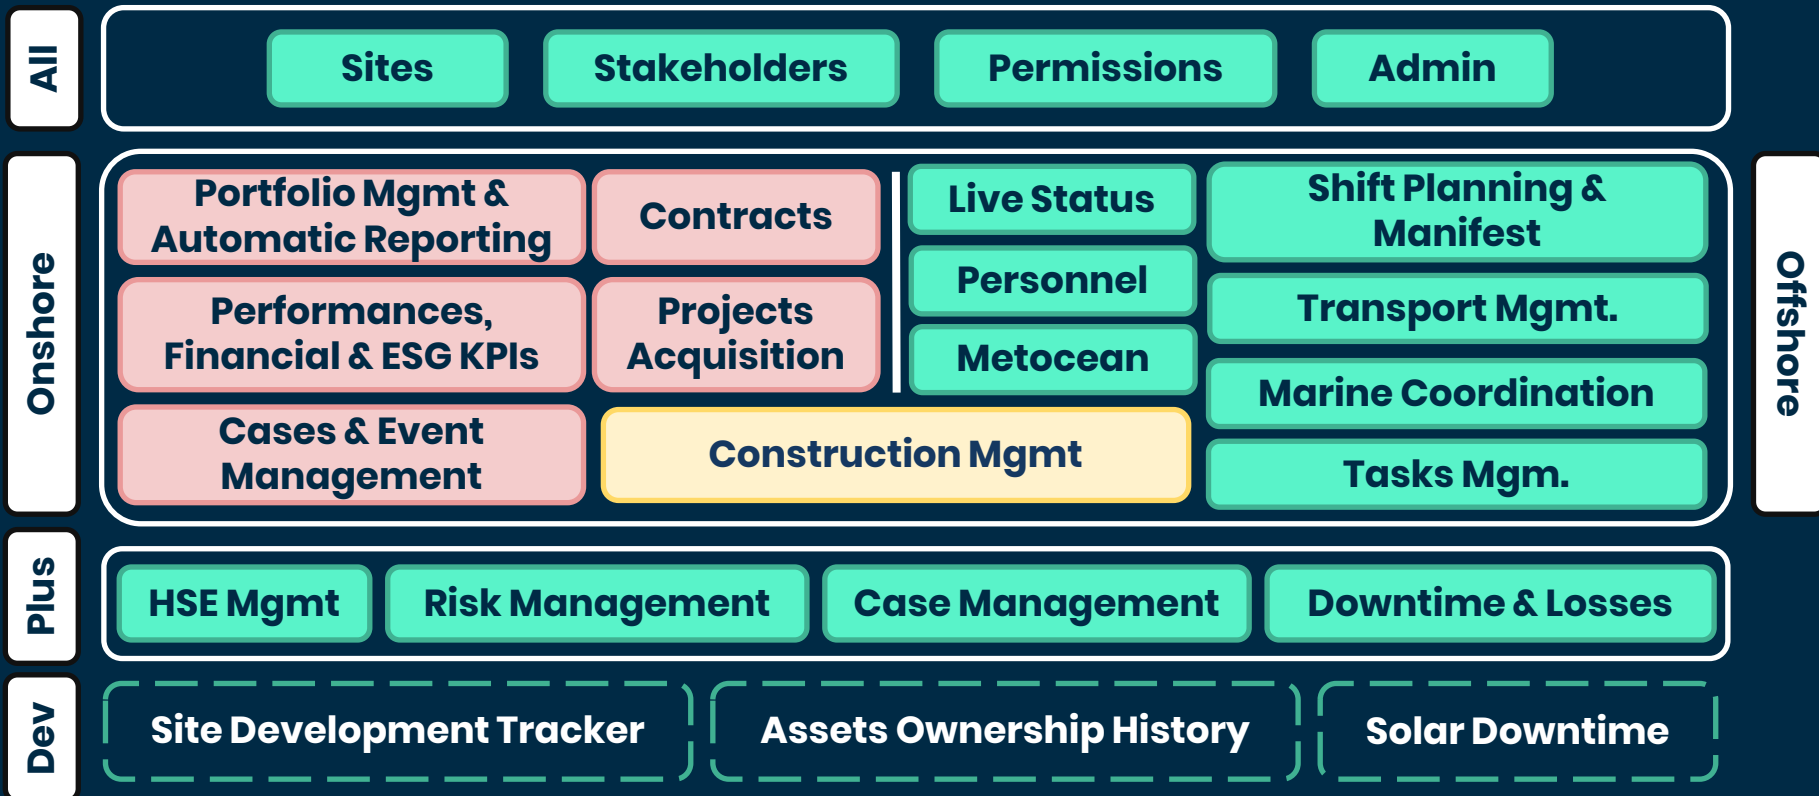 All
Sites
Stakeholders
Permissions
Admin
Onshore
Portfolio Mgmt &
Automatic Reporting
Contracts
Performances,
Financial & ESG KPIs
Projects
Acquisition
Cases & Event
Management
Construction Mgmt
Live Status
Personnel
Metocean
Shift Planning &
Manifest
Transport Mgmt.
Marine Coordination
Tasks Mgm.
Offshore
Plus
HSE Mgmt
Risk Management
Case Management
Downtime & Losses
Dev
Site Development Tracker
Assets Ownership History
Solar Downtime